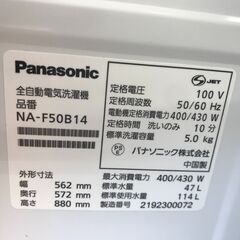 Panasonic
全自動電気洗濯機
品番
NA-F50B14
JET
定格電圧 100 V
定格周波数 50/60 Hz
電動機定格消費電力 400/430 W
定格時間 洗いのみ 10 分
標準洗濯容量 5.0 kg
PS E
パナソニック株式会社
中国製
外形寸法
幅 562 mm
奥行 572 mm
高さ 880 mm
最大消費電力 400/430 W
標準水量 47 L
標準使用水量 114 L
製造番号 2192300072